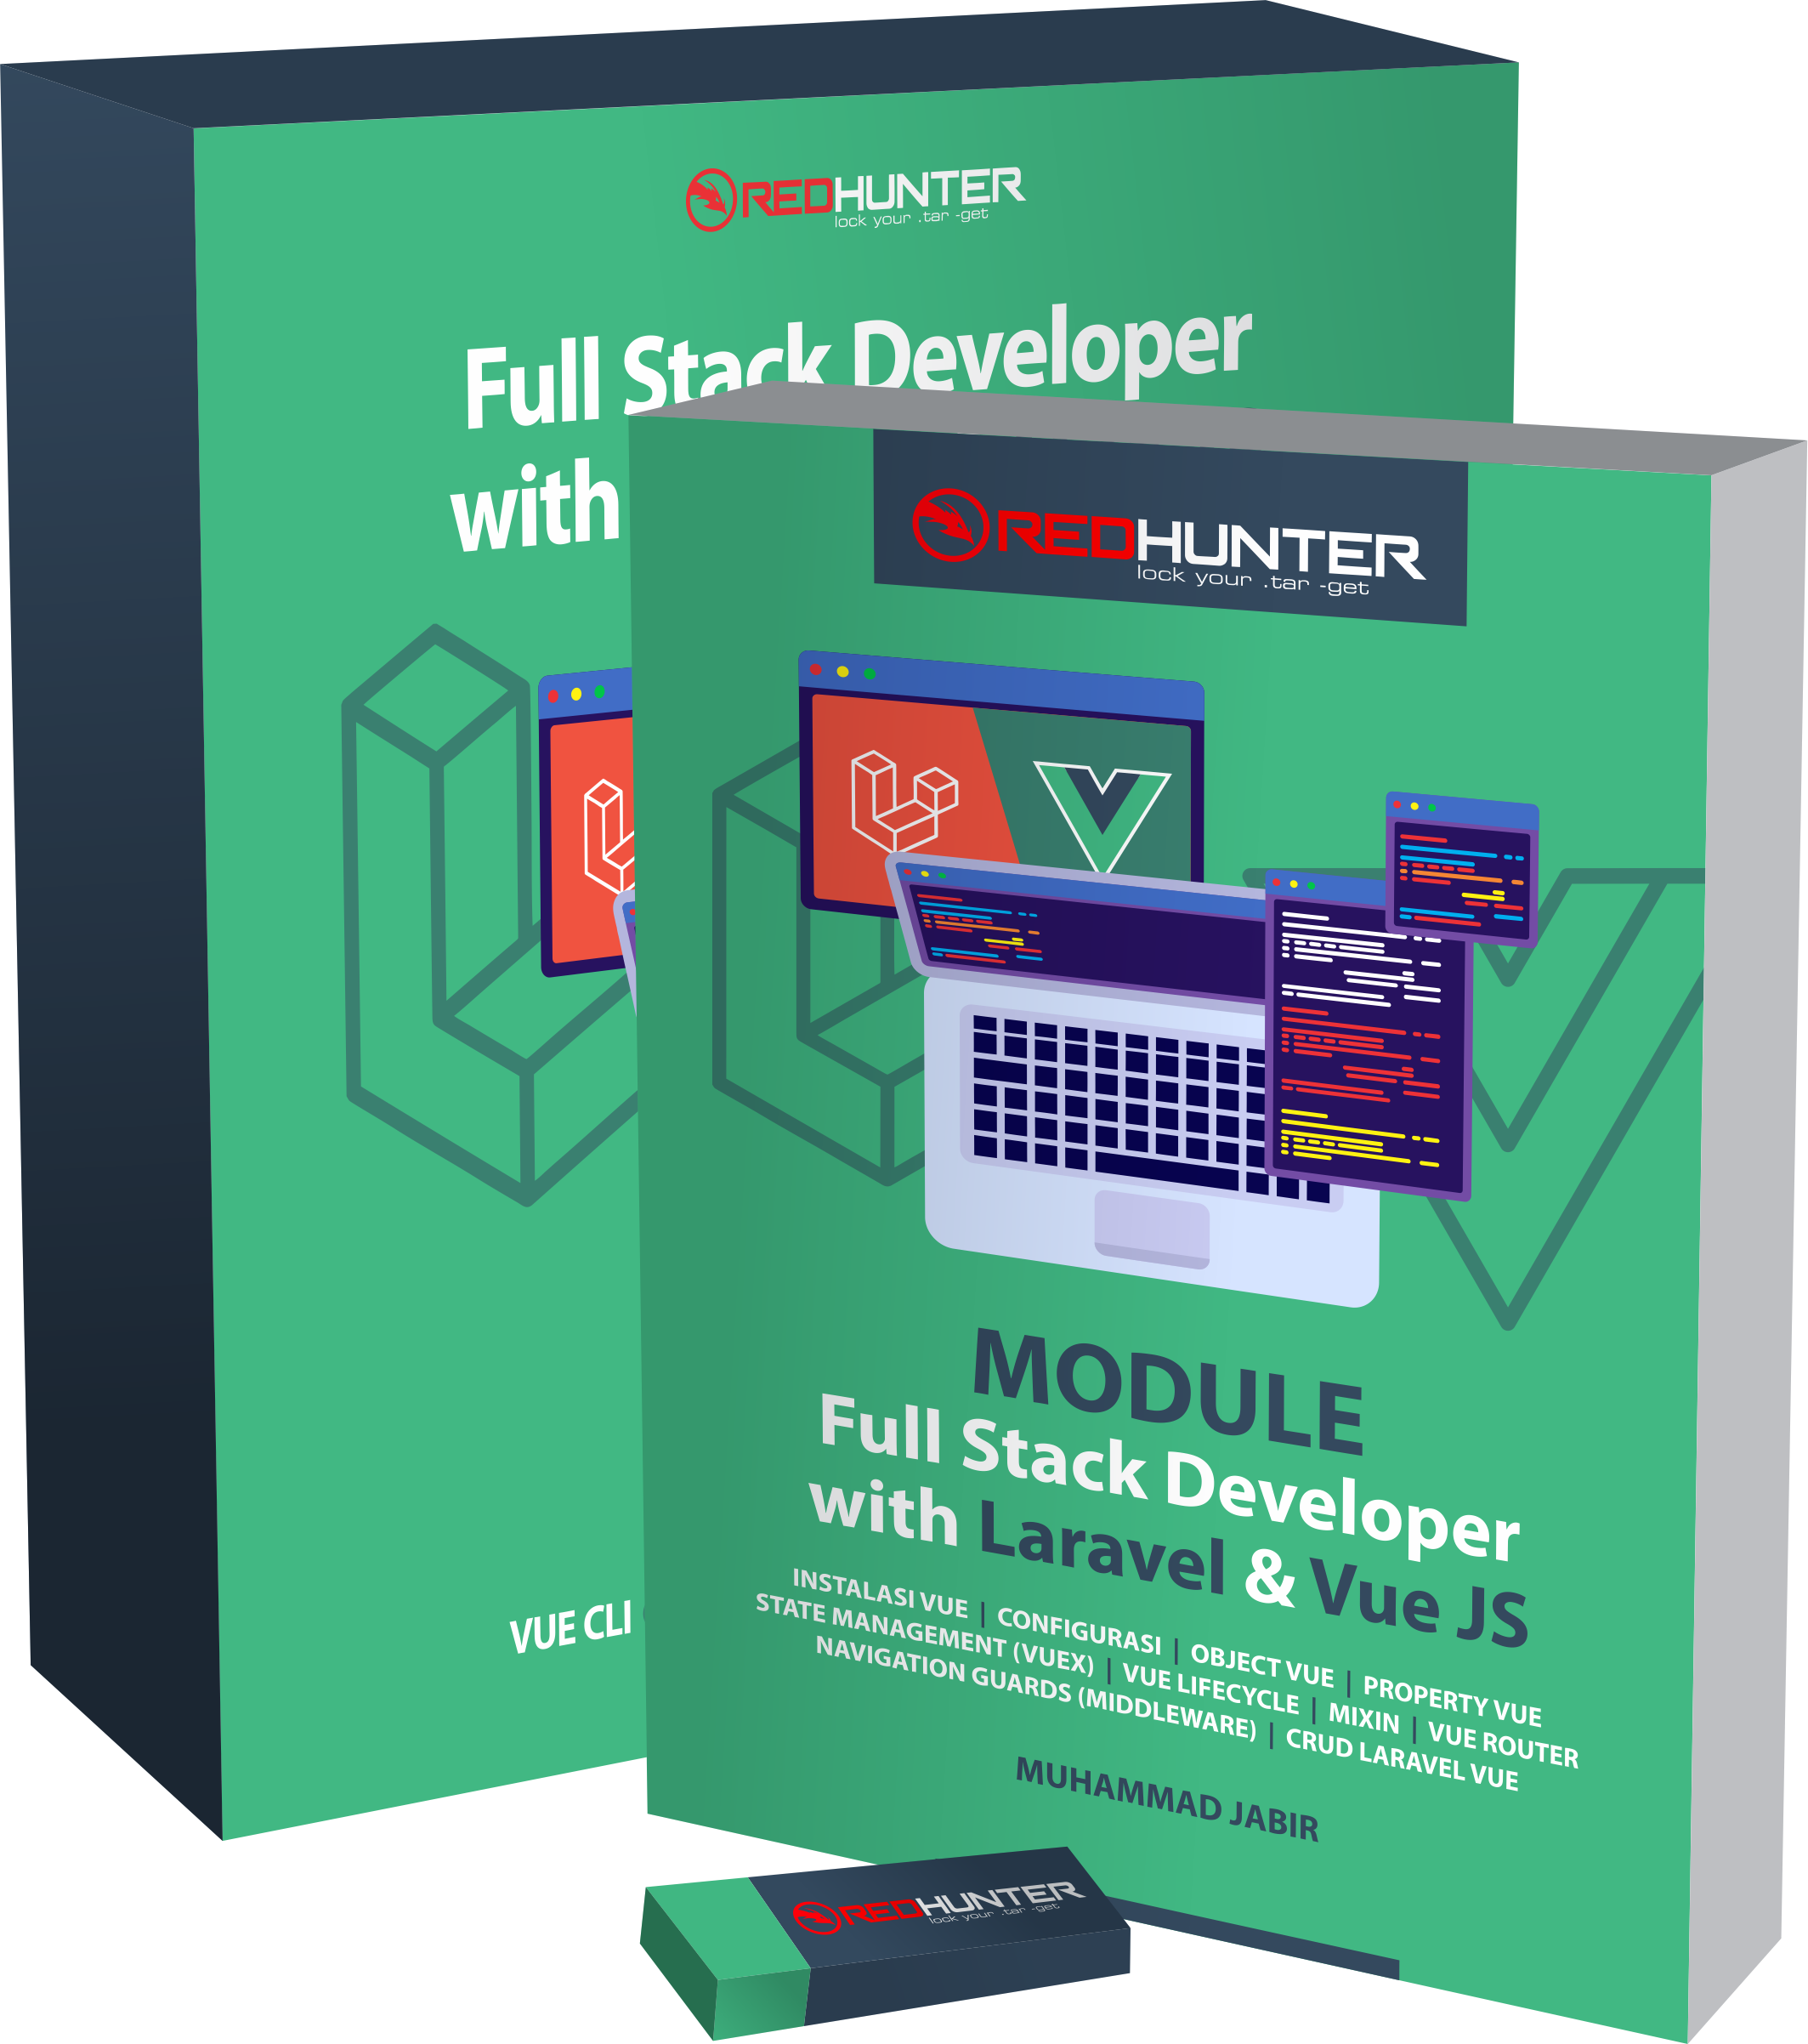 REDHUNTER
lock your .tar -get
Full Stack Developer
with
VUE CLI
REDHUNTER
lock your .tar -get
MODULE
Full Stack Developer
with Laravel & Vue JS
INSTALASI VUE | CONFIGURASI | OBJECT VUE | PROPERTY VUE
STATE MANAGEMENT (VUEX) | VUE LIFECYCLE | MIXIN | VUE ROUTER
NAVIGATION GUARDS (MIDDLEWARE) | CRUD LARAVEL VUE
MUHAMMAD JABIR
REDHUNTER
lock your .tar -get